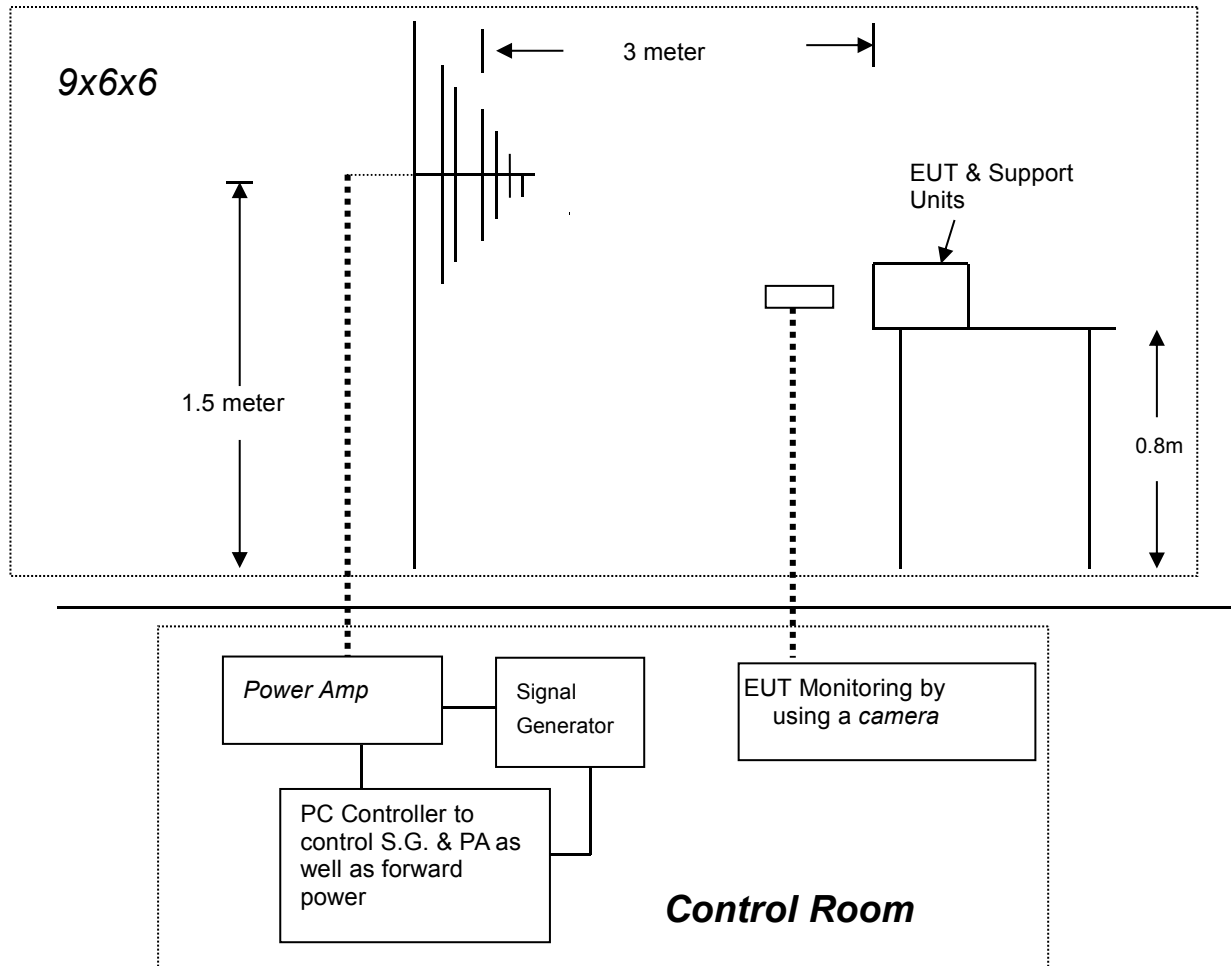 3 meter
9x6x6
EUT & Support
Units
1.5 meter
0.8m
Power Amp
Signal
Generator
EUT Monitoring by
using a camera
PC Controller to
control S.G. & PA as
well as forward
power
Control Room